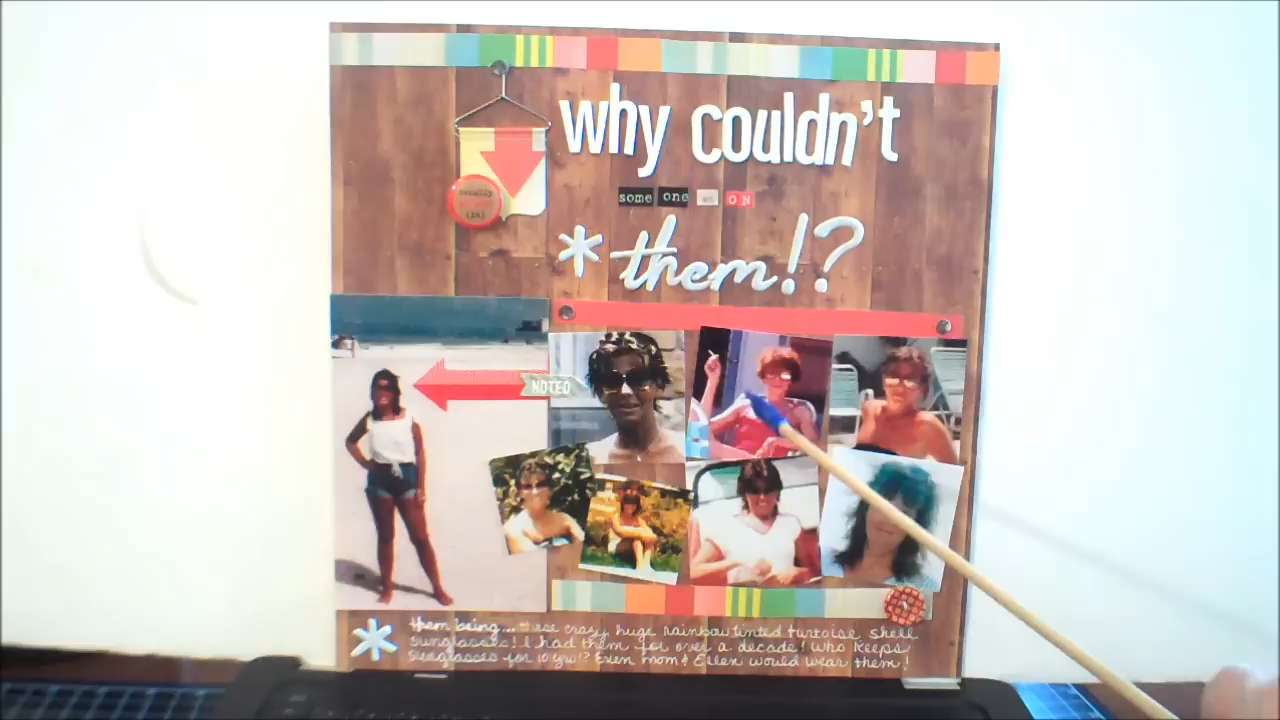 why couldn't
some one ON
*them!?
NOTED
* them being... these crazy, huge rainbow tinted turtoise shell
sunglasses! I had them for over a decade! Who keeps
sunglasses for 10 yrs!? Even mom & Ellen would wear them!